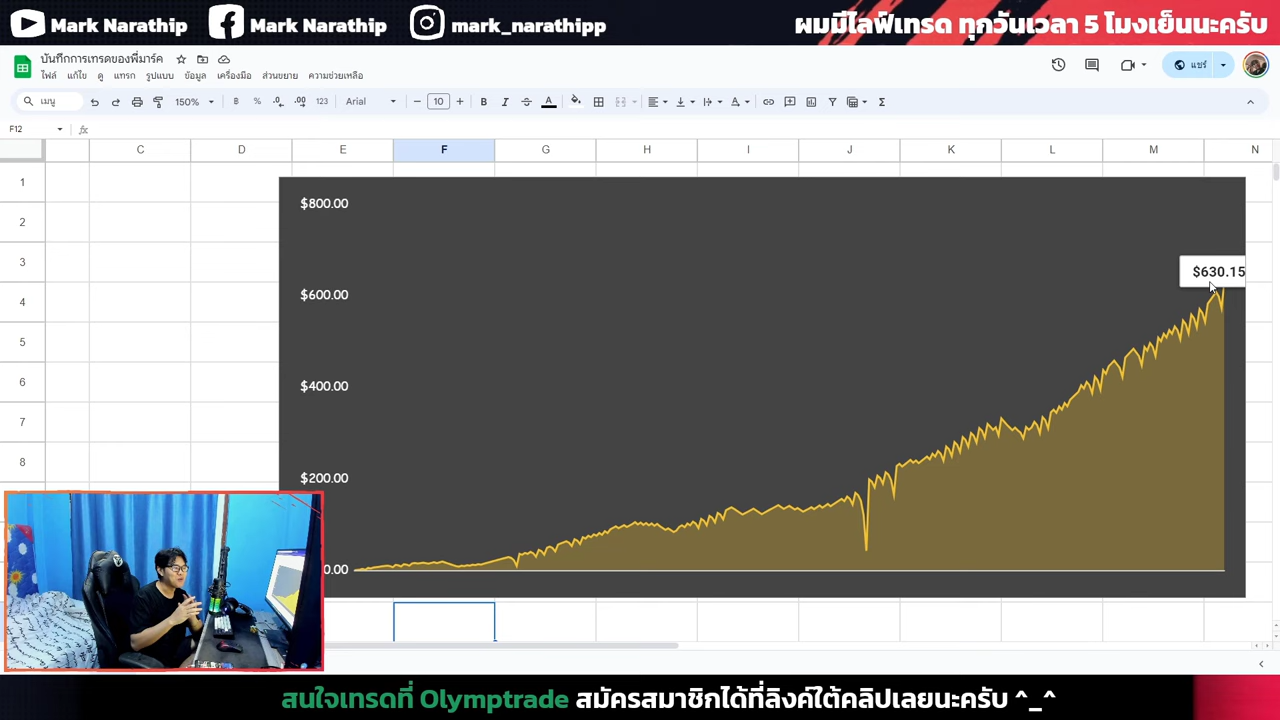 Mark Narathip Mark Narathip mark_narathipp ผมมีไลฟ์เทรด ทุกวันเวลา 5 โมงเย็นนะครับ
บันทึกการเทรดของพี่มาร์ค
ไฟล์ แก้ไข ดู แทรก รูปแบบ ข้อมูล เครื่องมือ ส่วนขยาย ความช่วยเหลือ
แชร์
เมนู 150% % .0 .00 123 Arial 10 B I A Σ
F12 fx
C D E F G H I J K L M N
1
2
3
4
5
6
7
8
$800.00
$630.15
$600.00
$400.00
$200.00
0.00
สนใจเทรดที่ Olymptrade สมัครสมาชิกได้ที่ลิงค์ใต้คลิปเลยนะครับ ^_^